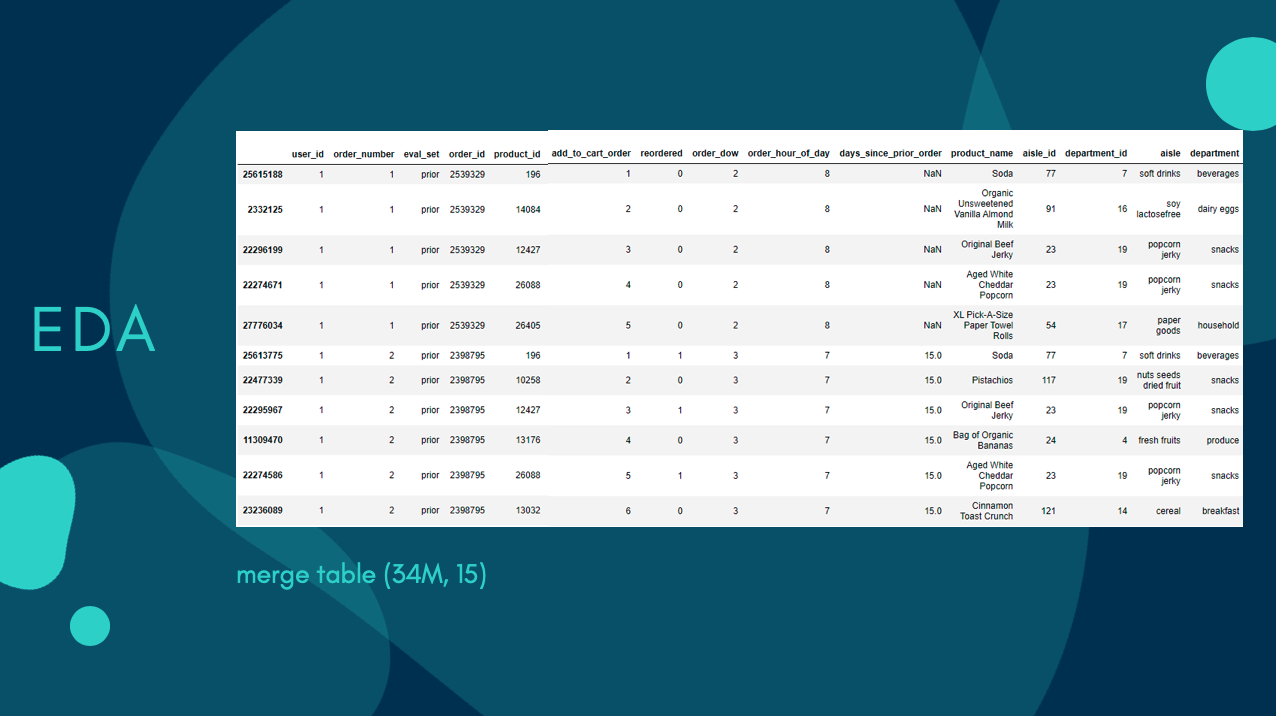 EDA
user_id order_number eval_set order_id product_id add_to_cart_order reordered order_dow order_hour_of_day days_since_prior_order product_name aisle_id department_id aisle department
25615188 1 1 prior 2539329 196 1 0 2 8 NaN Soda 77 7 soft drinks beverages
2332125 1 1 prior 2539329 14084 2 0 2 8 NaN Organic Unsweetened Vanilla Almond Milk 91 16 soy lactosefree dairy eggs
22296199 1 1 prior 2539329 12427 3 0 2 8 NaN Original Beef Jerky 23 19 popcorn jerky snacks
22274671 1 1 prior 2539329 26088 4 0 2 8 NaN Aged White Cheddar Popcorn 23 19 popcorn jerky snacks
27776034 1 1 prior 2539329 26405 5 0 2 8 NaN XL Pick-A-Size Paper Towel Rolls 54 17 paper goods household
25613775 1 2 prior 2398795 196 1 1 3 7 15.0 Soda 77 7 soft drinks beverages
22477339 1 2 prior 2398795 10258 2 0 3 7 15.0 Pistachios 117 19 nuts seeds dried fruit snacks
22295967 1 2 prior 2398795 12427 3 1 3 7 15.0 Original Beef Jerky 23 19 popcorn jerky snacks
11309470 1 2 prior 2398795 13176 4 0 3 7 15.0 Bag of Organic Bananas 24 4 fresh fruits produce
22274586 1 2 prior 2398795 26088 5 1 3 7 15.0 Aged White Cheddar Popcorn 23 19 popcorn jerky snacks
23236089 1 2 prior 2398795 13032 6 0 3 7 15.0 Cinnamon Toast Crunch 121 14 cereal breakfast
merge table (34M, 15)